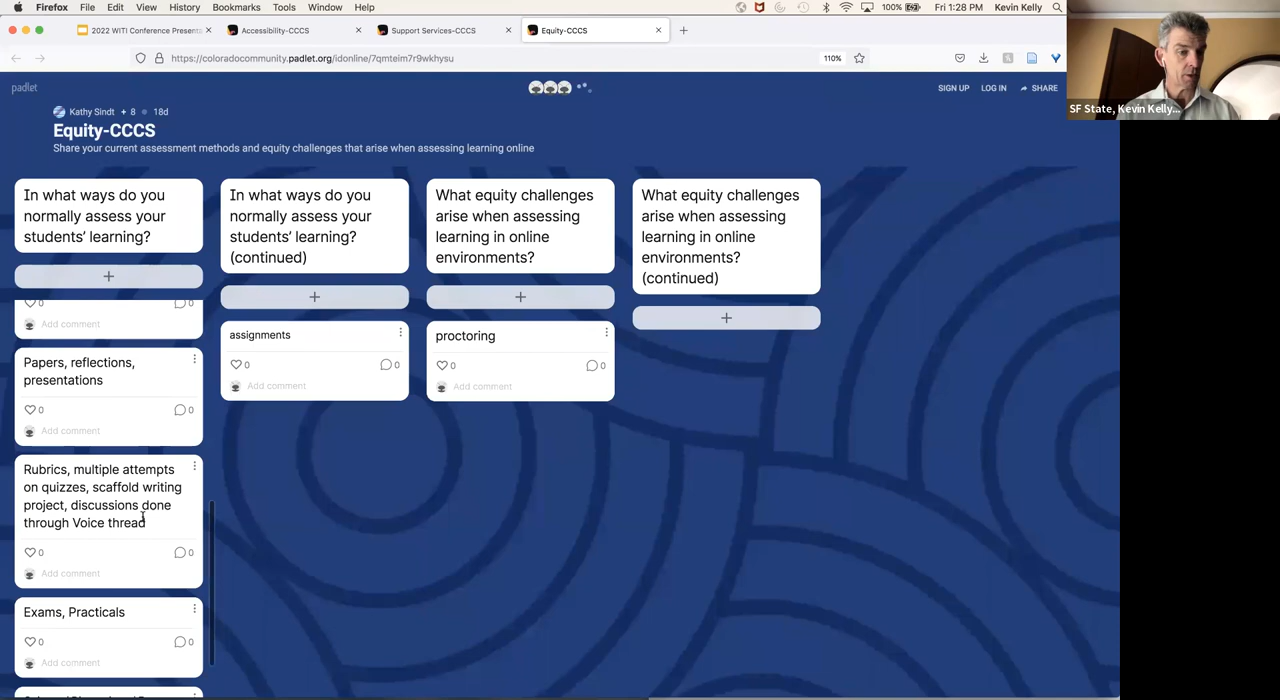 Firefox File Edit View History Bookmarks Tools Window Help 100% Fri 1:28 PM Kevin Kelly
2022 WITI Conference Present Accessibility-CCCS Support Services-CCCS Equity-CCCS
https://coloradocommunity.padlet.org/idonline/7qmteim7r9wkhysu 110%
SF State, Kevin Kelly...
padlet SIGN UP LOG IN SHARE
Kathy Sindt + 8 18d
Equity-CCCS
Share your current assessment methods and equity challenges that arise when assessing learning online
In what ways do you
normally assess your
students’ learning?
+
0 0
Add comment
Papers, reflections,
presentations
0 0
Add comment
Rubrics, multiple attempts
on quizzes, scaffold writing
project, discussions done
through Voice thread
0 0
Add comment
Exams, Practicals
0 0
Add comment
In what ways do you
normally assess your
students’ learning?
(continued)
+
assignments
0 0
Add comment
What equity challenges
arise when assessing
learning in online
environments?
+
proctoring
0 0
Add comment
What equity challenges
arise when assessing
learning in online
environments?
(continued)
+